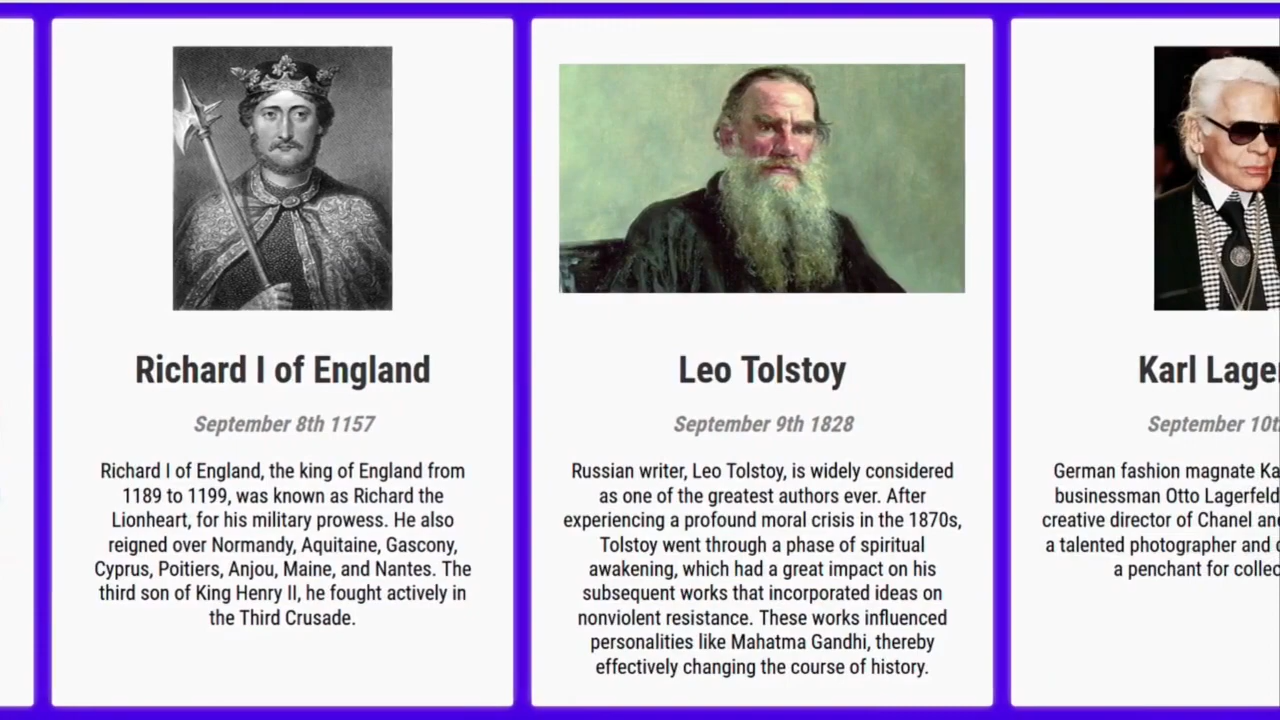 Richard I of England
September 8th 1157
Richard I of England, the king of England from
1189 to 1199, was known as Richard the
Lionheart, for his military prowess. He also
reigned over Normandy, Aquitaine, Gascony,
Cyprus, Poitiers, Anjou, Maine, and Nantes. The
third son of King Henry II, he fought actively in
the Third Crusade.
Leo Tolstoy
September 9th 1828
Russian writer, Leo Tolstoy, is widely considered
as one of the greatest authors ever. After
experiencing a profound moral crisis in the 1870s,
Tolstoy went through a phase of spiritual
awakening, which had a great impact on his
subsequent works that incorporated ideas on
nonviolent resistance. These works influenced
personalities like Mahatma Gandhi, thereby
effectively changing the course of history.
Karl
September
German fashion magnate
businessman Otto Lagerfeld
creative director of Chanel
a talented photographer and
a penchant for